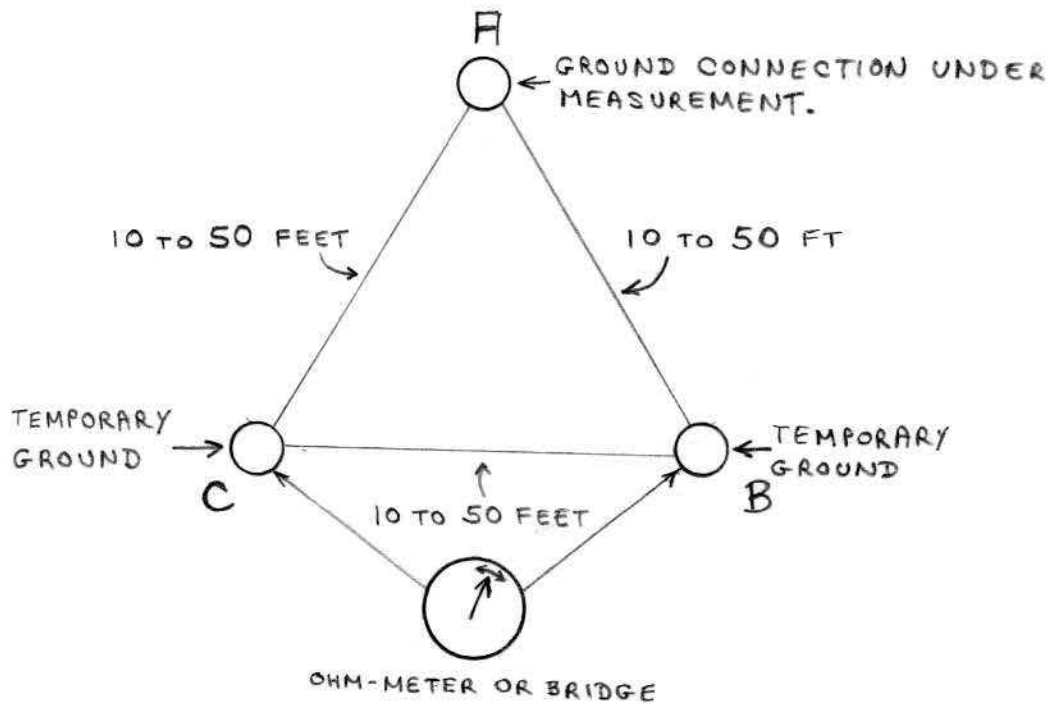 A
GROUND CONNECTION UNDER
MEASUREMENT.
10 TO 50 FEET
10 TO 50 FT
TEMPORARY
GROUND
C
TEMPORARY
GROUND
B
10 TO 50 FEET
OHM-METER OR BRIDGE